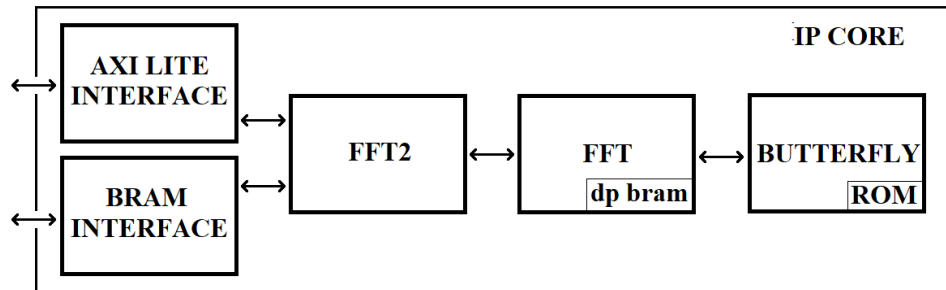 IP CORE
AXI LITE
INTERFACE
FFT2
FFT
dp bram
BUTTERFLY
ROM
BRAM
INTERFACE